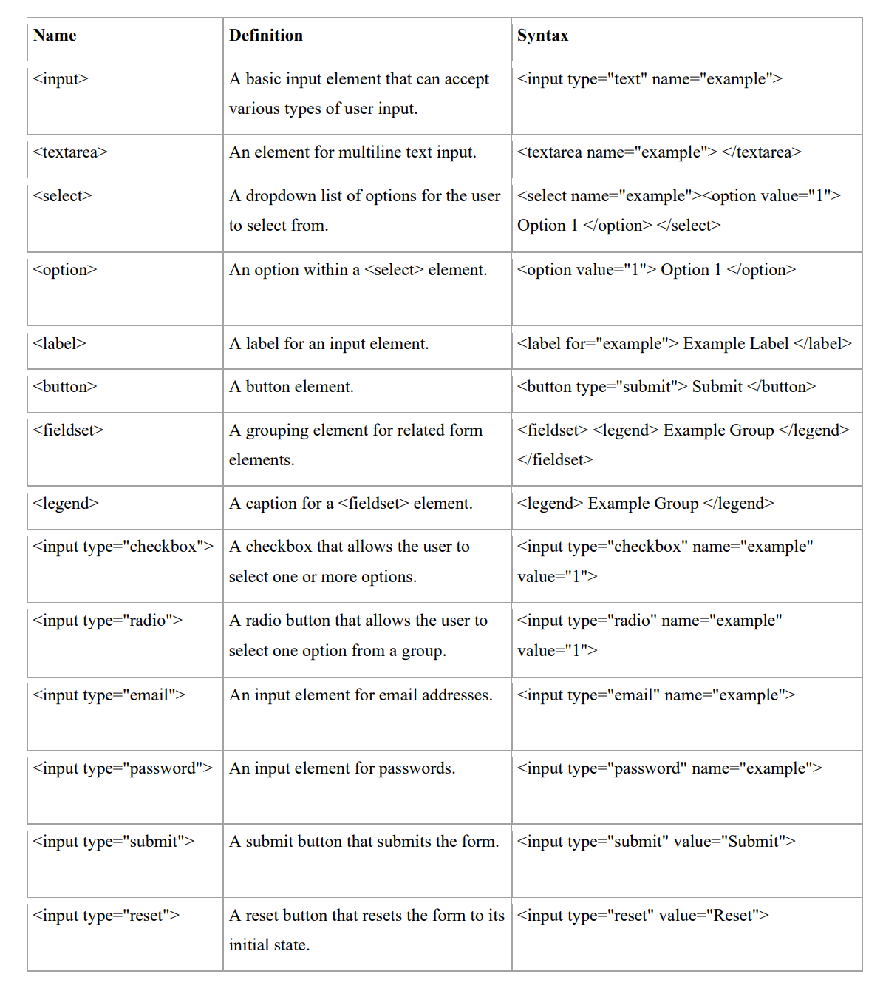 Name Definition Syntax
<input> A basic input element that can accept <input type="text" name="example">
various types of user input.
<textarea> An element for multiline text input. <textarea name="example"> </textarea>
<select> A dropdown list of options for the user <select name="example"><option value="1">
to select from. Option 1 </option> </select>
<option> An option within a <select> element. <option value="1"> Option 1 </option>
<label> A label for an input element. <label for="example"> Example Label </label>
<button> A button element. <button type="submit"> Submit </button>
<fieldset> A grouping element for related form <fieldset> <legend> Example Group </legend>
elements. </fieldset>
<legend> A caption for a <fieldset> element. <legend> Example Group </legend>
<input type="checkbox"> A checkbox that allows the user to <input type="checkbox" name="example"
select one or more options. value="1">
<input type="radio"> A radio button that allows the user to <input type="radio" name="example"
select one option from a group. value="1">
<input type="email"> An input element for email addresses. <input type="email" name="example">
<input type="password"> An input element for passwords. <input type="password" name="example">
<input type="submit"> A submit button that submits the form. <input type="submit" value="Submit">
<input type="reset"> A reset button that resets the form to its <input type="reset" value="Reset">
initial state.